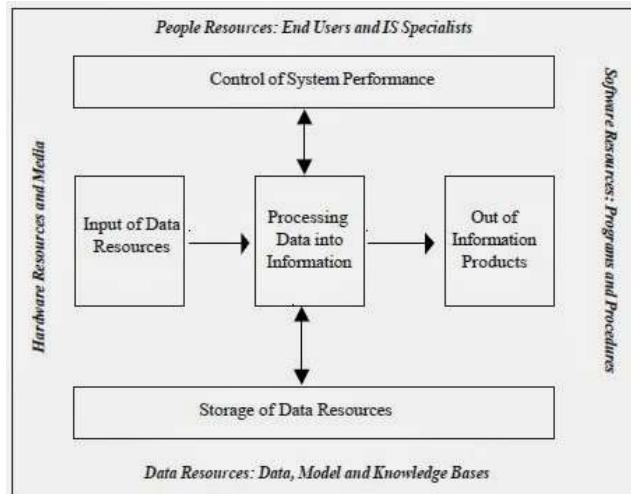 People Resources: End Users and IS Specialists
Control of System Performance
Hardware Resources and Media
Input of Data
Resources
Processing
Data into
Information
Out of
Information
Products
Software Resources: Programs and Procedures
Storage of Data Resources
Data Resources: Data, Model and Knowledge Bases